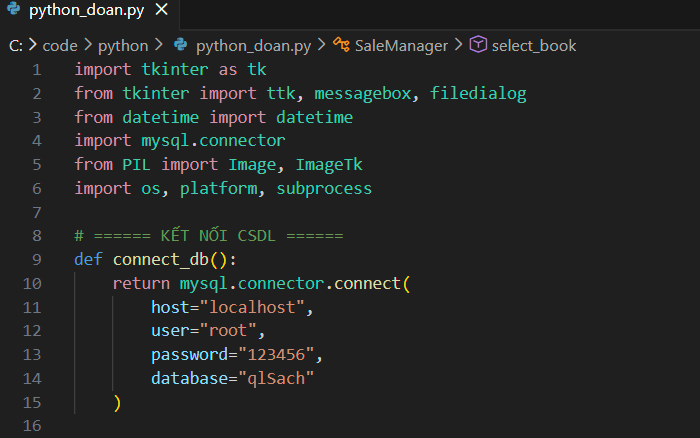 python_doan.py ×
C: > code > python > python_doan.py > SaleManager > select_book
1 import tkinter as tk
2 from tkinter import ttk, messagebox, filedialog
3 from datetime import datetime
4 import mysql.connector
5 from PIL import Image, ImageTk
6 import os, platform, subprocess
7
8 # ====== KẾT NỐI CSDL ======
9 def connect_db():
10     return mysql.connector.connect(
11         host="localhost",
12         user="root",
13         password="123456",
14         database="qlSach"
15     )
16